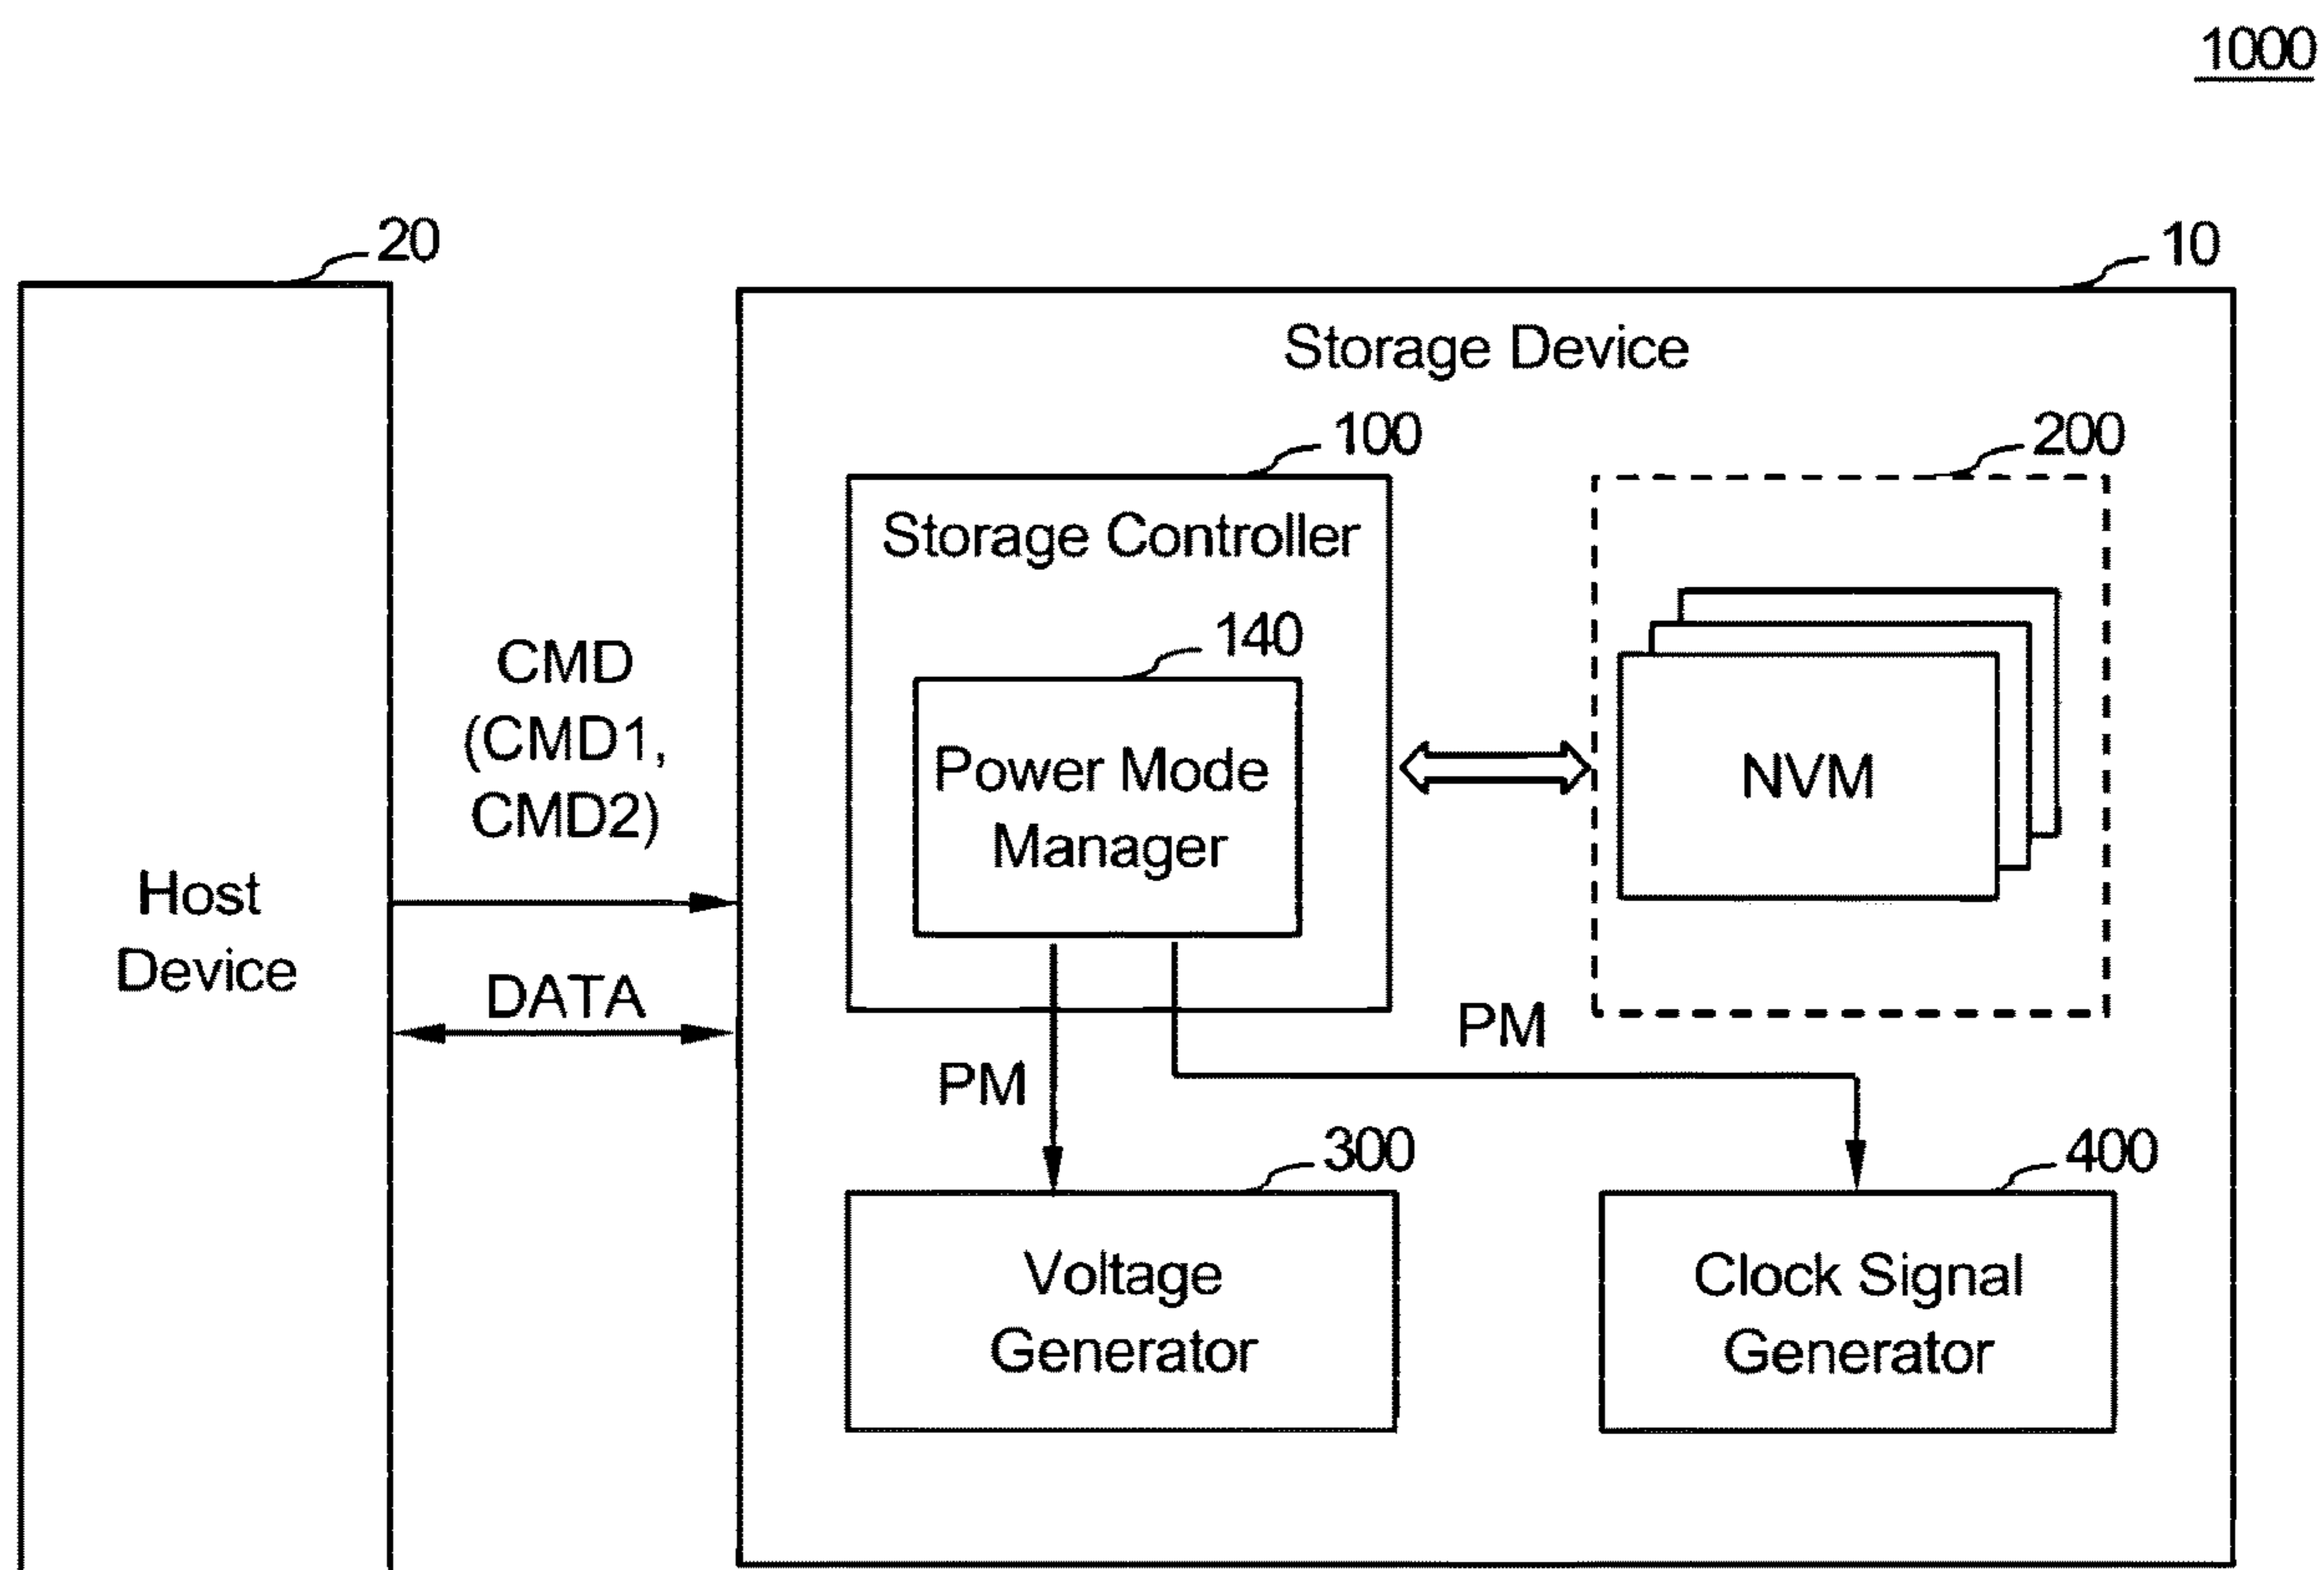 1000
20
10
Storage Device
100
200
Storage Controller
140
CMD
(CMD1,
CMD2)
Power Mode
Manager
NVM
Host
Device
DATA
PM
PM
300
400
Voltage
Generator
Clock Signal
Generator